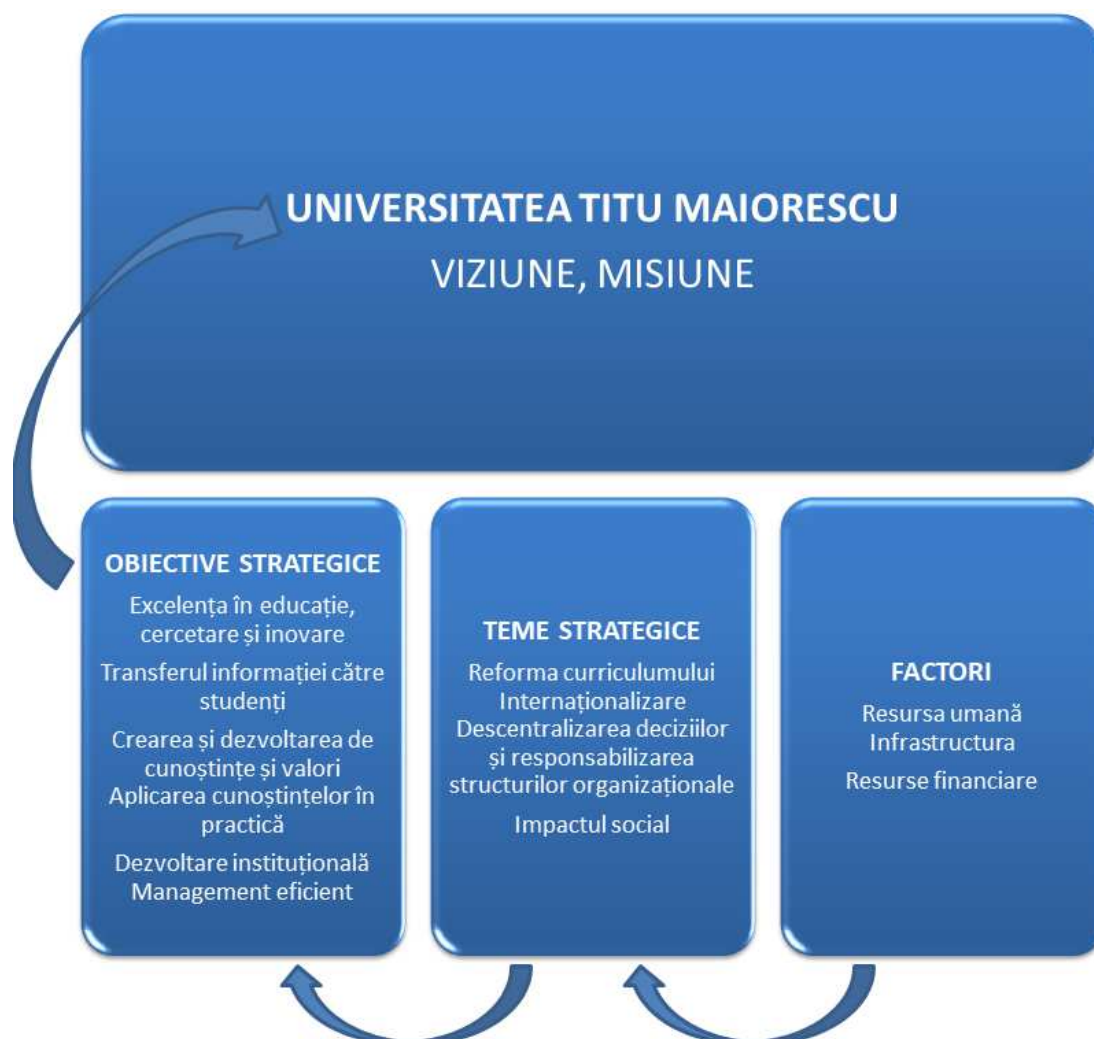 UNIVERSITATEA TITU MAIORESCU
VIZIUNE, MISIUNE
OBIECTIVE STRATEGICE
Excelența în educație,
cercetare și inovare
Transferul informației către
studenți
Crearea și dezvoltarea de
cunoștințe și valori
Aplicarea cunoștințelor în
practică
Dezvoltare instituțională
Management eficient
TEME STRATEGICE
Reforma curriculumului
Internaționalizare
Descentralizarea deciziilor
și responsabilizarea
structurilor organizaționale
Impactul social
FACTORI
Resursa umană
Infrastructura
Resurse financiare